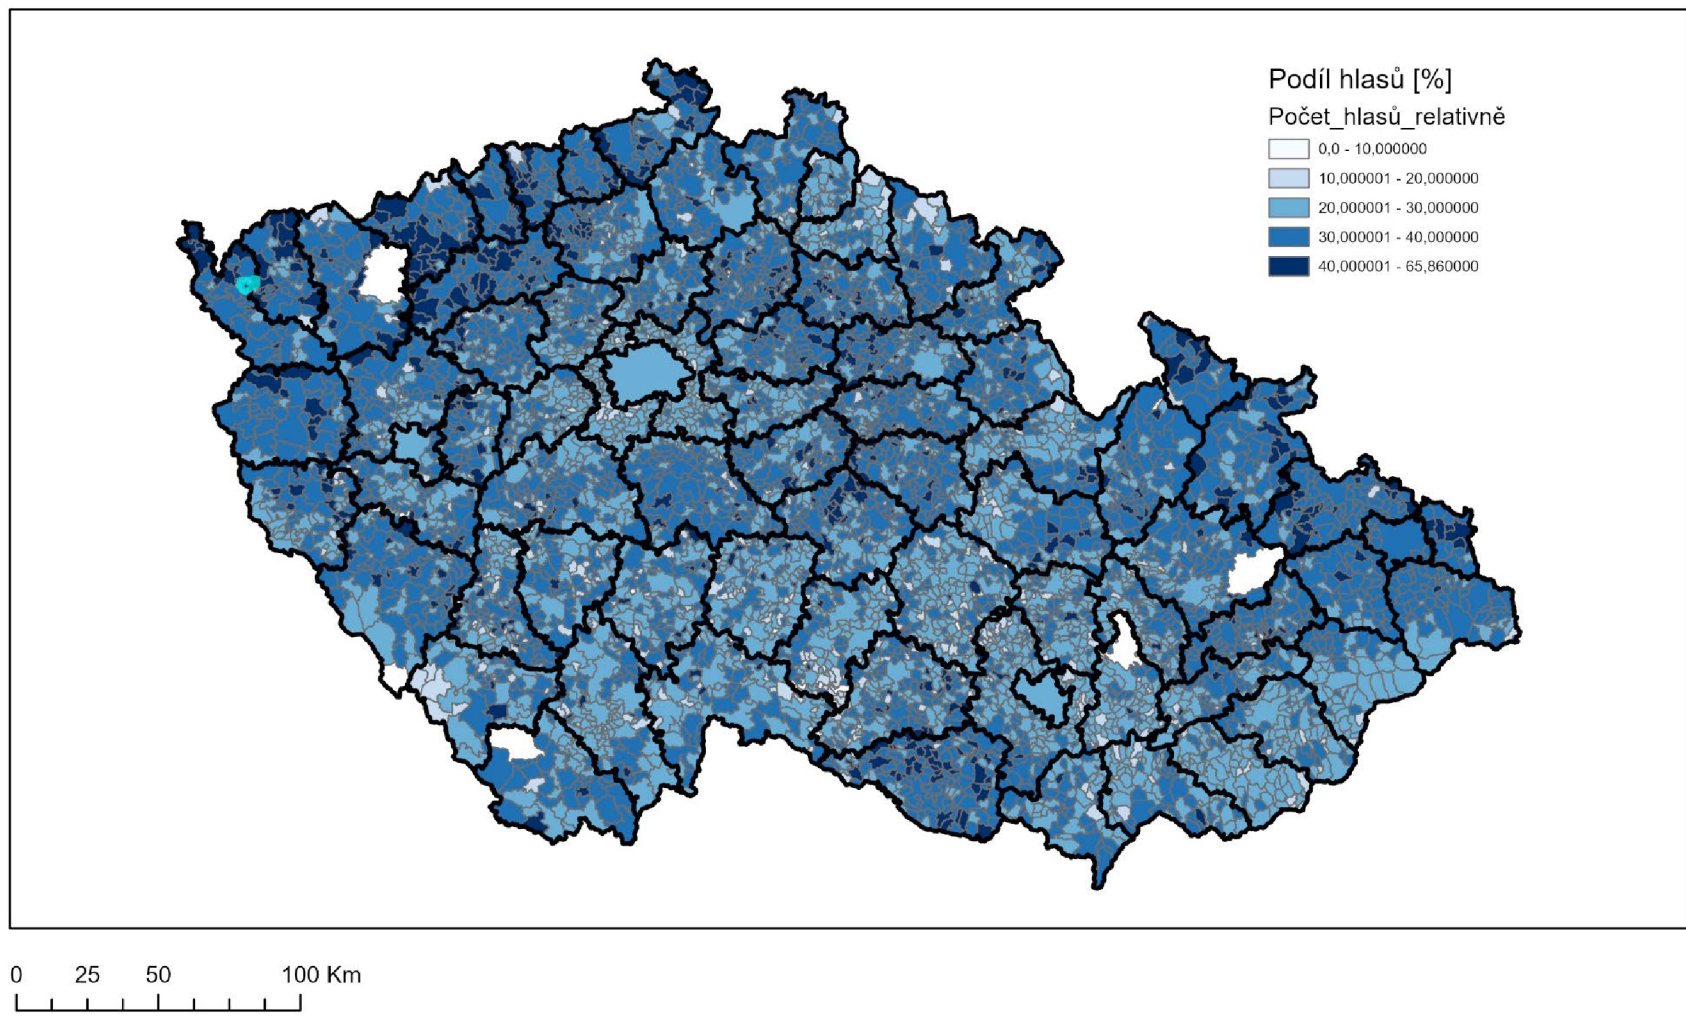 Podíl hlasů [%]
Počet_hlasů_relativně
0,0 - 10,000000
10,000001 - 20,000000
20,000001 - 30,000000
30,000001 - 40,000000
40,000001 - 65,860000
0 25 50 100 Km